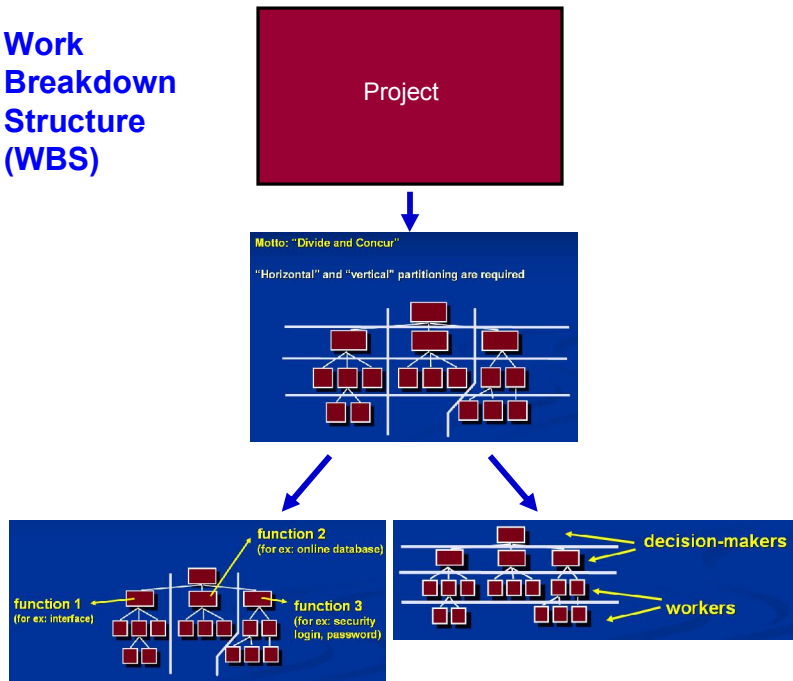 Work
Breakdown
Structure
(WBS)
Project
Motto: "Divide and Concur"
"Horizontal" and "vertical" partitioning are required
function 2
(for ex: online database)
function 1
(for ex: interface)
function 3
(for ex: security
login, password)
decision-makers
workers